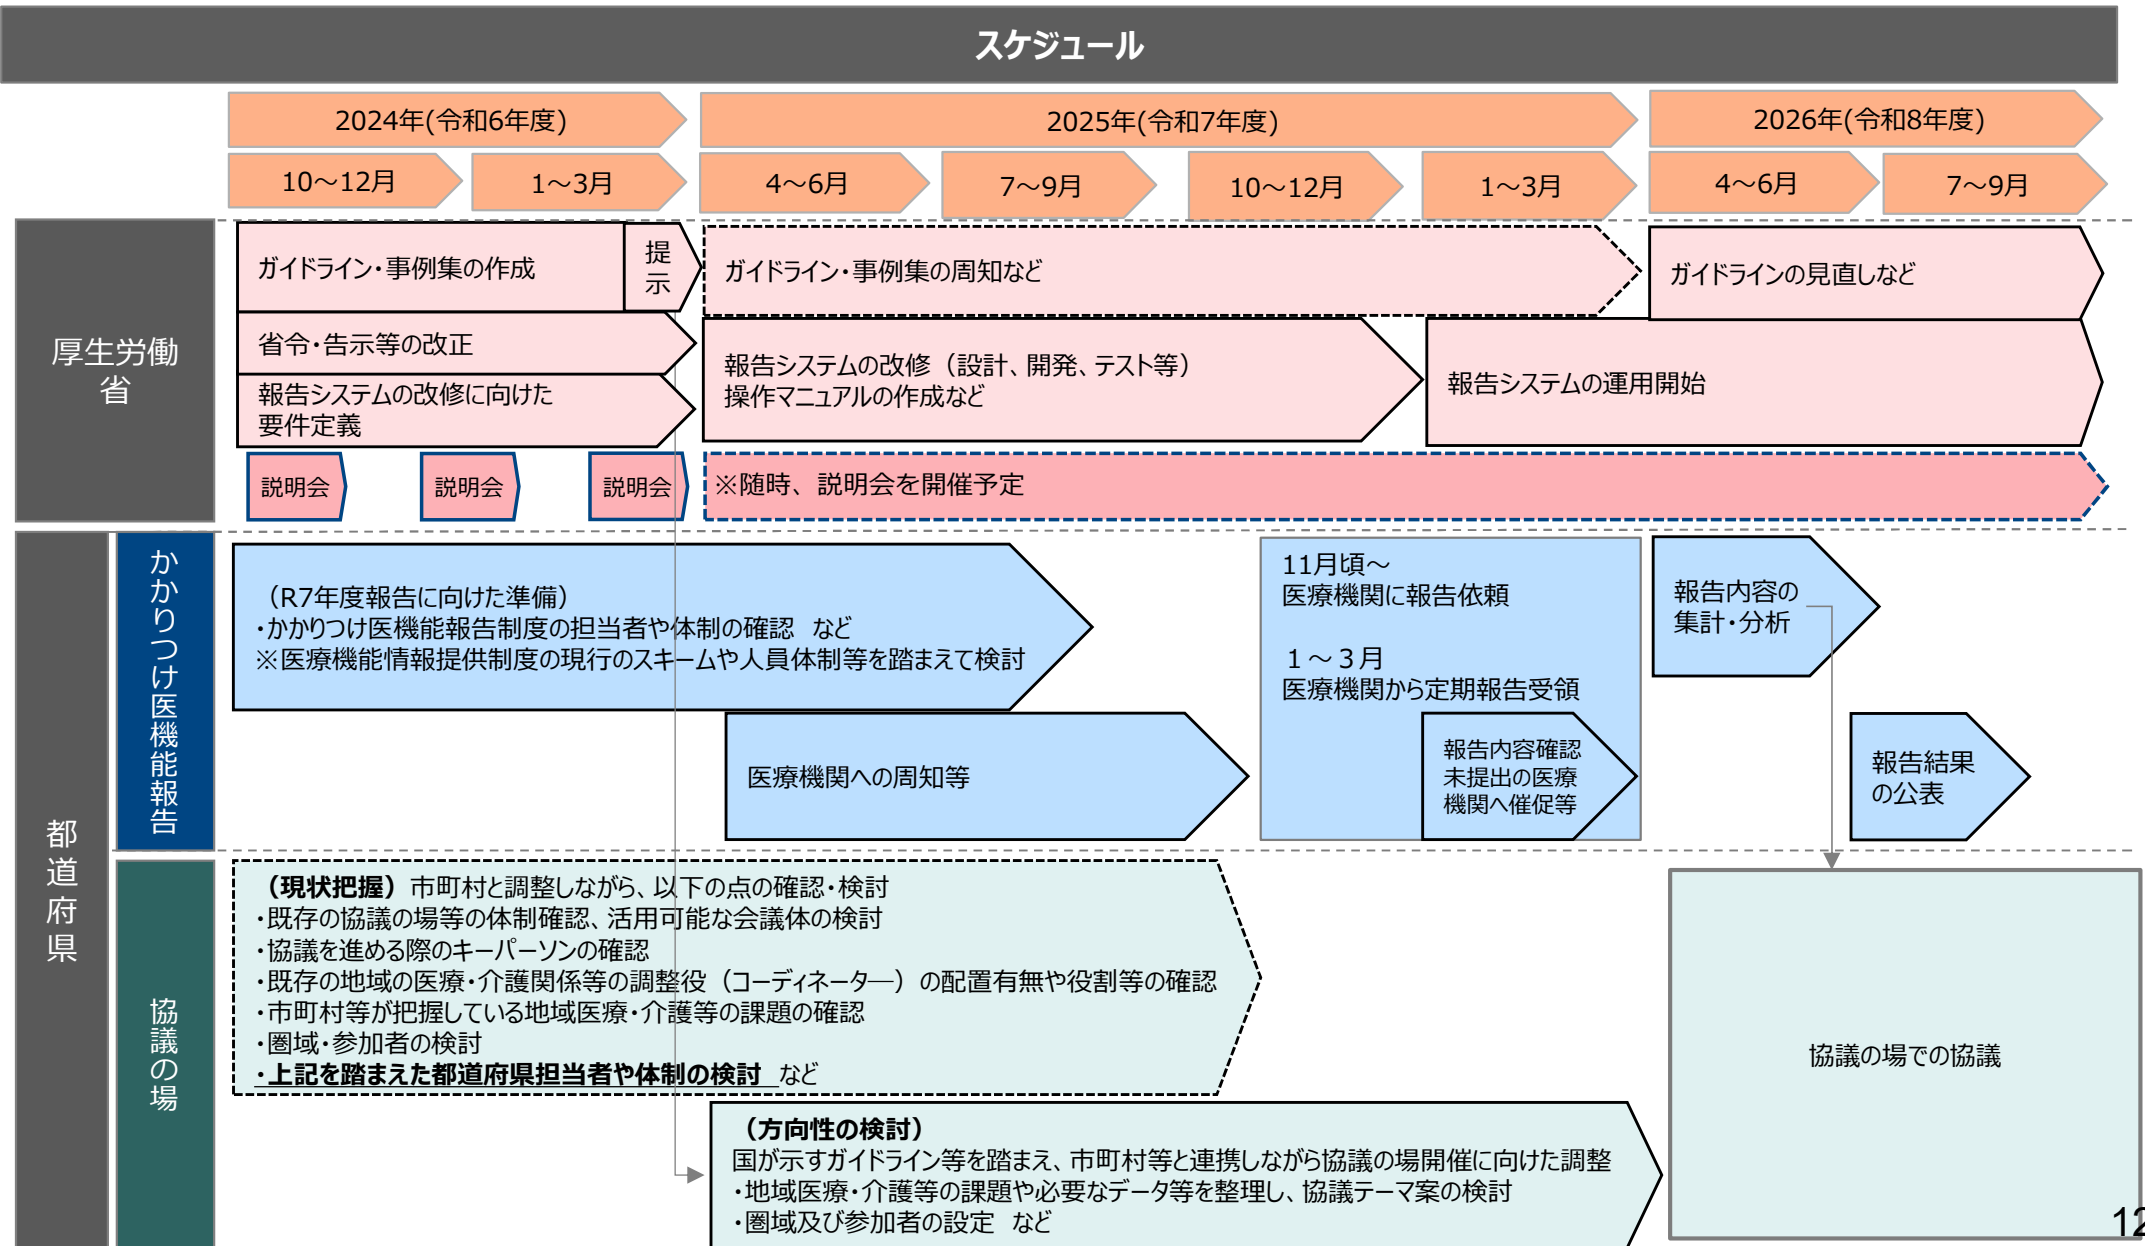 スケジュール
2024年(令和6年度)
2025年(令和7年度)
2026年(令和8年度)
10～12月
1～3月
4～6月
7～9月
10～12月
1～3月
4～6月
7～9月
厚生労働
省
ガイドライン・事例集の作成
提
示
ガイドライン・事例集の周知など
ガイドラインの見直しなど
省令・告示等の改正
報告システムの改修に向けた
要件定義
報告システムの改修（設計、開発、テスト等）
操作マニュアルの作成など
報告システムの運用開始
説明会
説明会
説明会
※随時、説明会を開催予定
都道府県
かかりつけ医機能報告
（R7年度報告に向けた準備）
・かかりつけ医機能報告制度の担当者や体制の確認　など
※医療機能情報提供制度の現行のスキームや人員体制等を踏まえて検討
医療機関への周知等
11月頃～
医療機関に報告依頼
１～３月
医療機関から定期報告受領
報告内容確認
未提出の医療
機関へ催促等
報告内容の
集計・分析
報告結果
の公表
協議の場
（現状把握）市町村と調整しながら、以下の点の確認・検討
・既存の協議の場等の体制確認、活用可能な会議体の検討
・協議を進める際のキーパーソンの確認
・既存の地域の医療・介護関係等の調整役（コーディネータ―）の配置有無や役割等の確認
・市町村等が把握している地域医療・介護等の課題の確認
・圏域・参加者の検討
・上記を踏まえた都道府県担当者や体制の検討　など
（方向性の検討）
国が示すガイドライン等を踏まえ、市町村等と連携しながら協議の場開催に向けた調整
・地域医療・介護等の課題や必要なデータ等を整理し、協議テーマ案の検討
・圏域及び参加者の設定　など
協議の場での協議
12